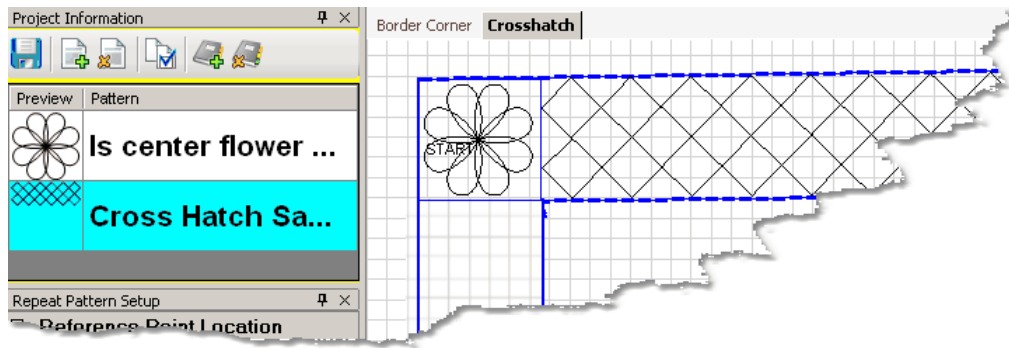 Project Information
Border Corner Crosshatch
Preview Pattern
Is center flower ...
Cross Hatch Sa...
START
Repeat Pattern Setup
Reference Point Location